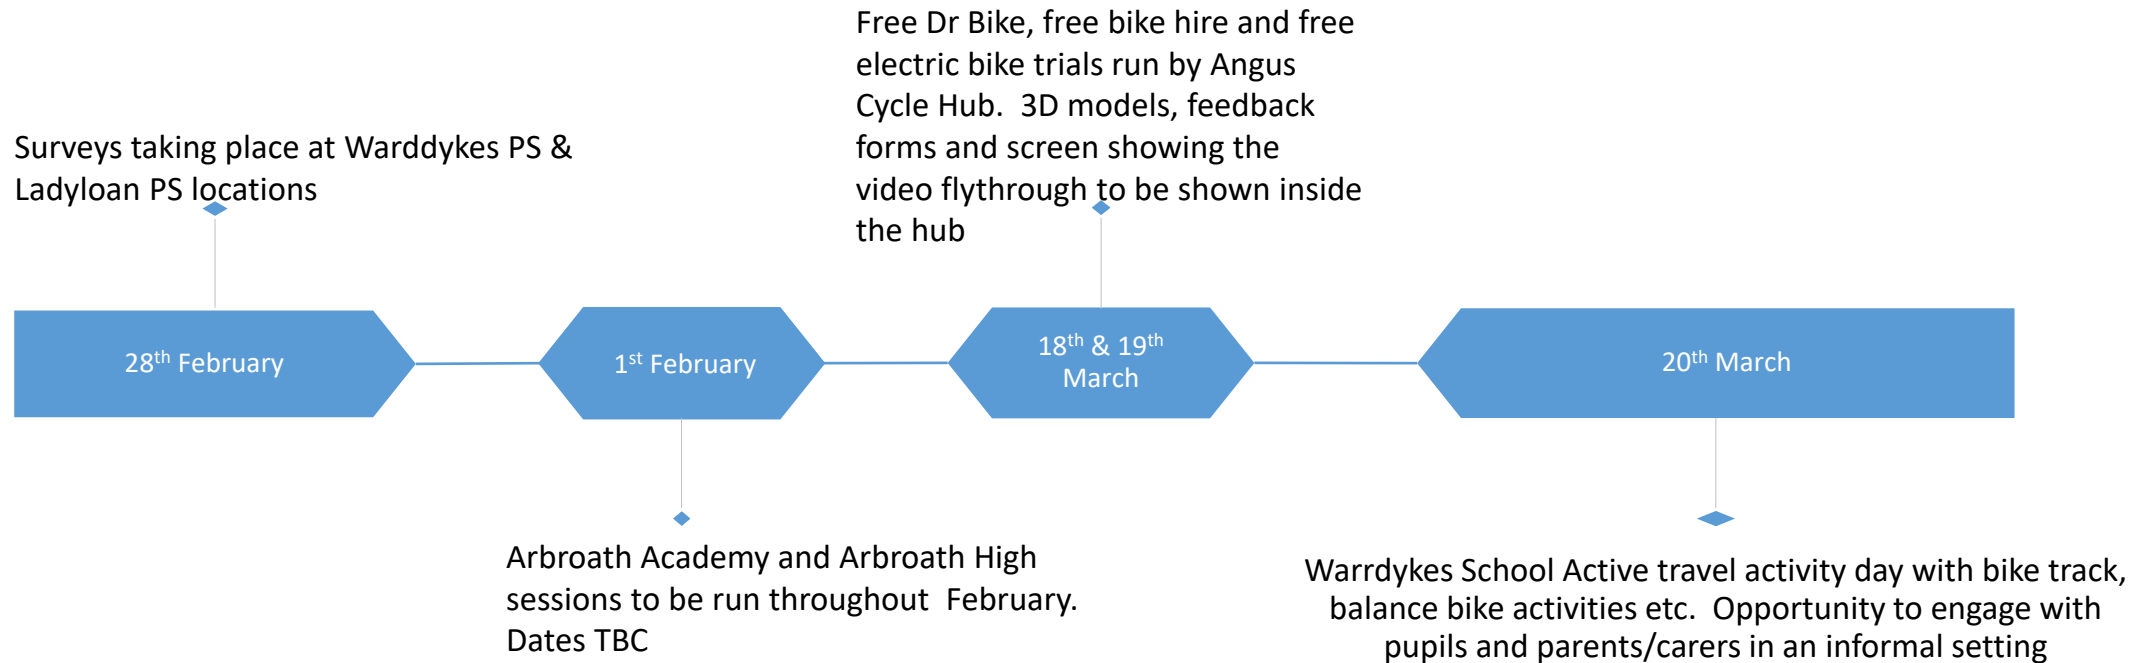 Free Dr Bike, free bike hire and free
electric bike trials run by Angus
Cycle Hub.  3D models, feedback
forms and screen showing the
video flythrough to be shown inside
the hub
Surveys taking place at Warddykes PS &
Ladyloan PS locations
28th February
1st February
18th & 19th
March
20th March
Arbroath Academy and Arbroath High
sessions to be run throughout  February.
Dates TBC
Warrdykes School Active travel activity day with bike track,
balance bike activities etc.  Opportunity to engage with
pupils and parents/carers in an informal setting